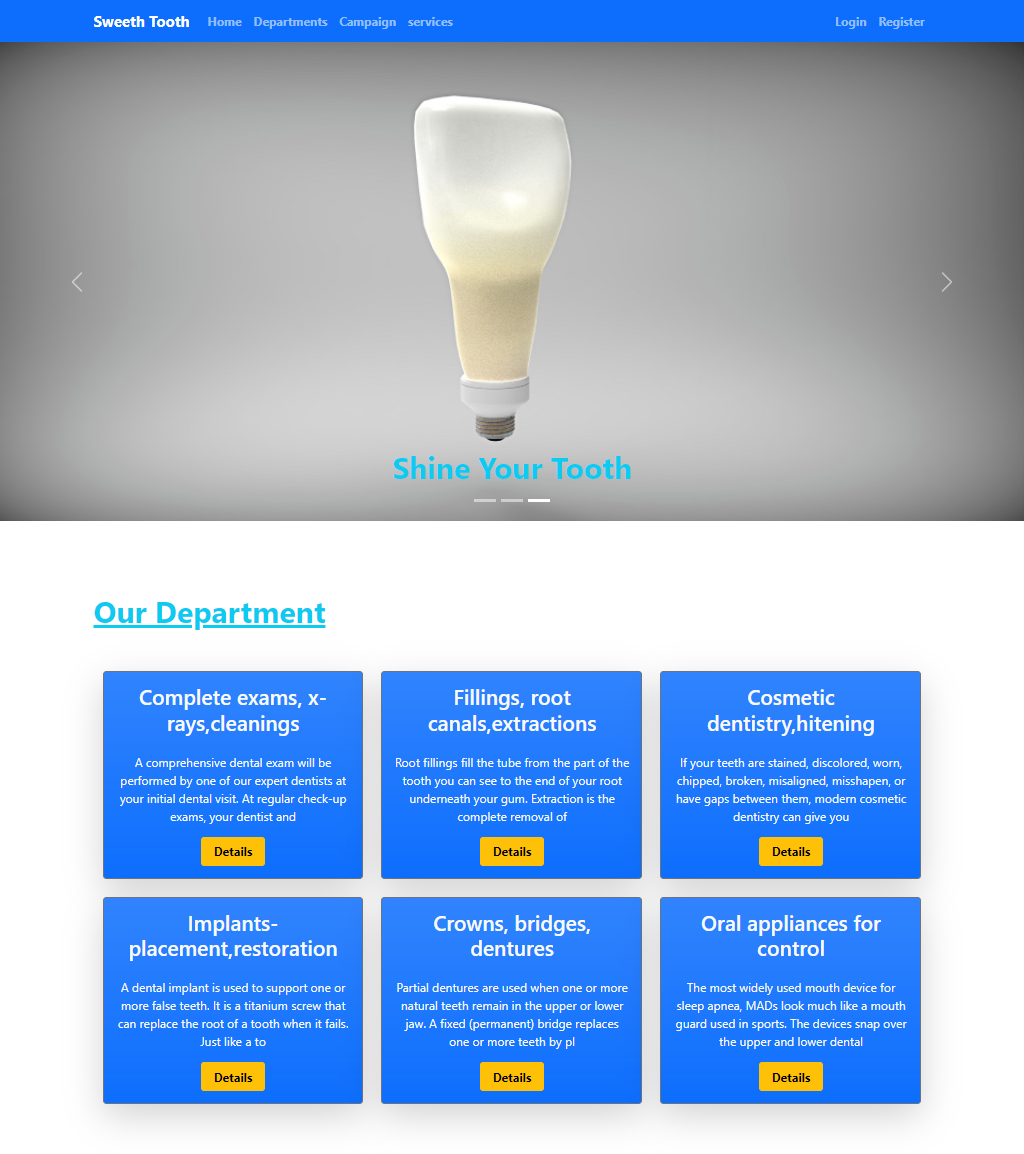 Sweeth Tooth Home Departments Campaign services Login Register
Shine Your Tooth
Our Department
Complete exams, x-
rays,cleanings
A comprehensive dental exam will be
performed by one of our expert dentists at
your initial dental visit. At regular check-up
exams, your dentist and
Details
Fillings, root
canals,extractions
Root fillings fill the tube from the part of the
tooth you can see to the end of your root
underneath your gum. Extraction is the
complete removal of
Details
Cosmetic
dentistry,hitening
If your teeth are stained, discolored, worn,
chipped, broken, misaligned, misshapen, or
have gaps between them, modern cosmetic
dentistry can give you
Details
Implants-
placement,restoration
A dental implant is used to support one or
more false teeth. It is a titanium screw that
can replace the root of a tooth when it fails.
Just like a to
Details
Crowns, bridges,
dentures
Partial dentures are used when one or more
natural teeth remain in the upper or lower
jaw. A fixed (permanent) bridge replaces
one or more teeth by pl
Details
Oral appliances for
control
The most widely used mouth device for
sleep apnea, MADs look much like a mouth
guard used in sports. The devices snap over
the upper and lower dental
Details